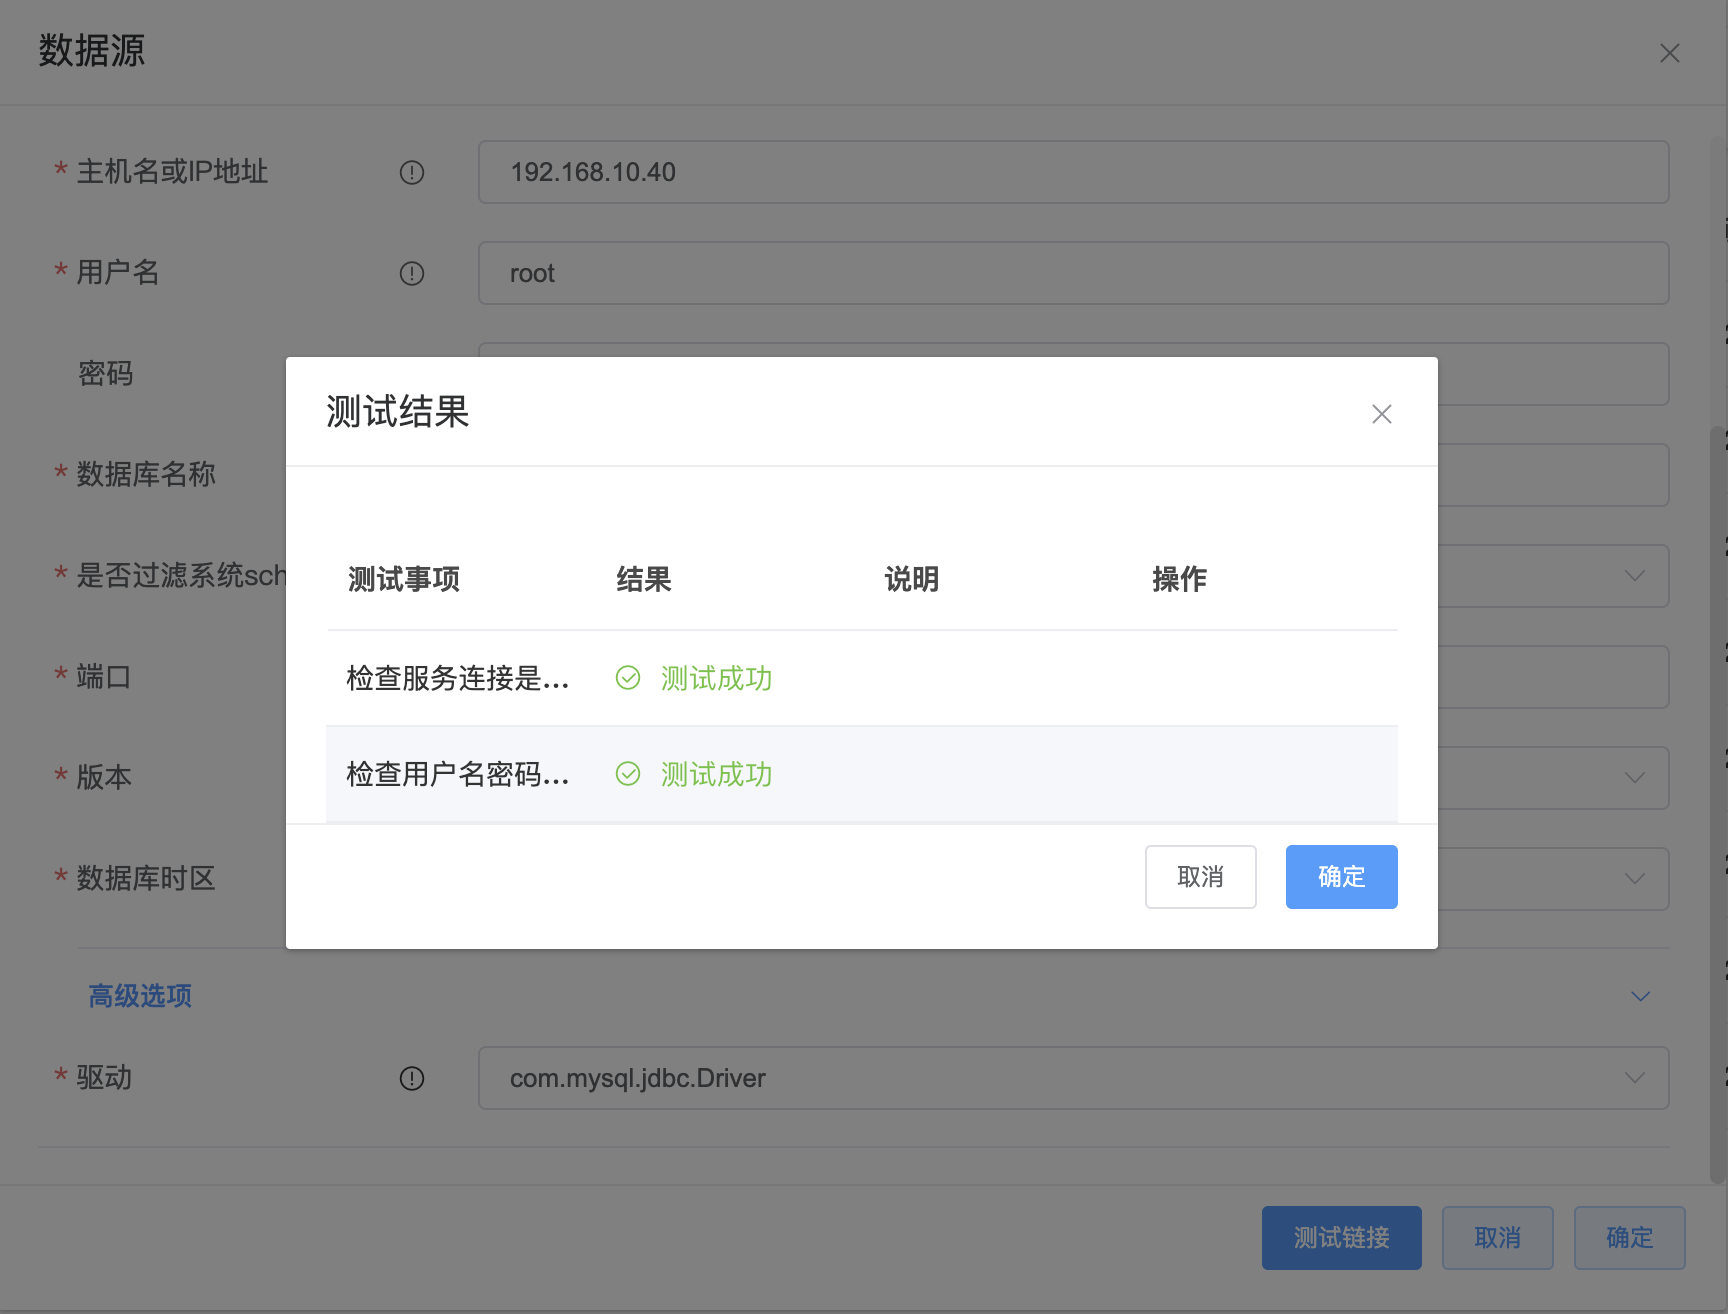 数据源
* 主机名或IP地址 192.168.10.40
* 用户名 root
密码
* 数据库名称
* 是否过滤系统sch
* 端口
* 版本
* 数据库时区
测试结果
测试事项 结果 说明 操作
检查服务连接是... 测试成功
检查用户名密码... 测试成功
取消 确定
高级选项
* 驱动 com.mysql.jdbc.Driver
测试链接 取消 确定